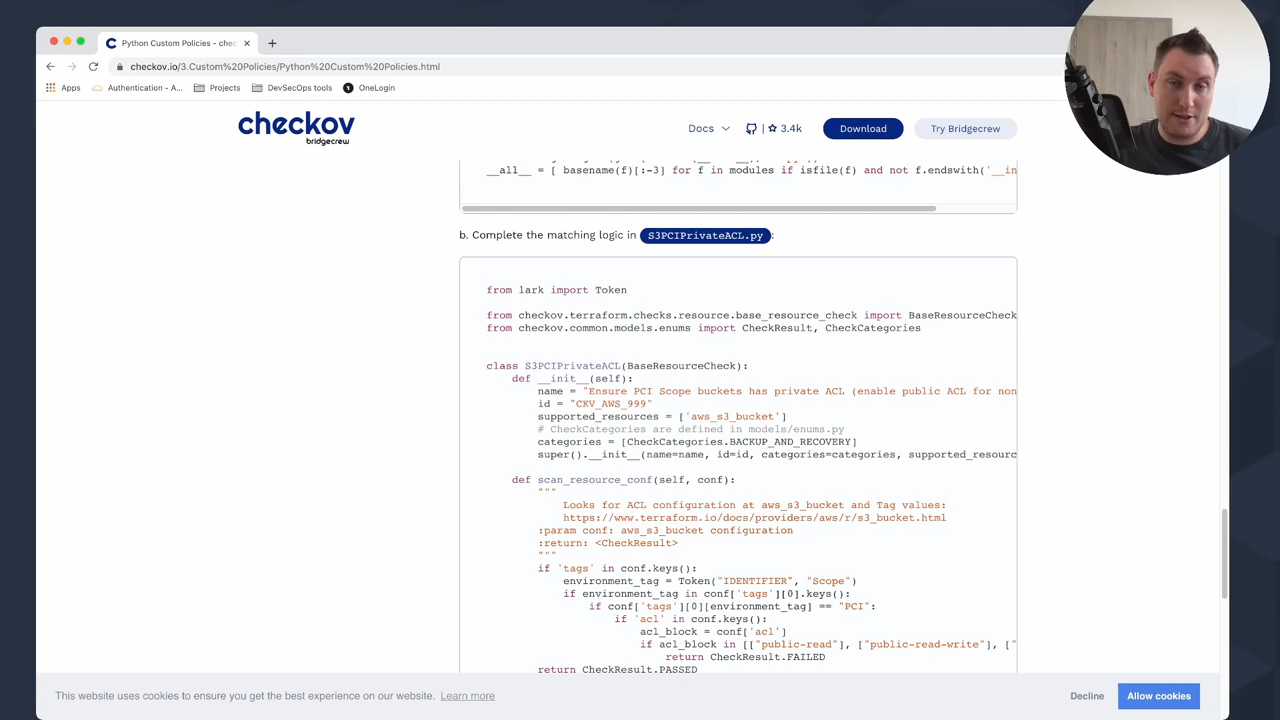 Python Custom Policies - chec
checkov.io/3.Custom%20Policies/Python%20Custom%20Policies.html
Apps
Authentication - A...
Projects
DevSecOps tools
OneLogin
checkov
bridgecrew
Docs
3.4k
Download
Try Bridgecrew
__all__ = [ basename(f)[:-3] for f in modules if isfile(f) and not f.endswith('__in
b. Complete the matching logic in S3PCIPrivateACL.py:
from lark import Token
from checkov.terraform.checks.resource.base_resource_check import BaseResourceCheck
from checkov.common.models.enums import CheckResult, CheckCategories
class S3PCIPrivateACL(BaseResourceCheck):
def __init__(self):
name = "Ensure PCI Scope buckets has private ACL (enable public ACL for non
id = "CKV_AWS_999"
supported_resources = ['aws_s3_bucket']
# CheckCategories are defined in models/enums.py
categories = [CheckCategories.BACKUP_AND_RECOVERY]
super().__init__(name=name, id=id, categories=categories, supported_resourc
def scan_resource_conf(self, conf):
"""
Looks for ACL configuration at aws_s3_bucket and Tag values:
https://www.terraform.io/docs/providers/aws/r/s3_bucket.html
:param conf: aws_s3_bucket configuration
:return: <CheckResult>
"""
if 'tags' in conf.keys():
environment_tag = Token("IDENTIFIER", "Scope")
if environment_tag in conf['tags'][0].keys():
if conf['tags'][0][environment_tag] == "PCI":
if 'acl' in conf.keys():
acl_block = conf['acl']
if acl_block in [["public-read"], ["public-read-write"], ["
return CheckResult.FAILED
return CheckResult.PASSED
This website uses cookies to ensure you get the best experience on our website. Learn more
Decline
Allow cookies